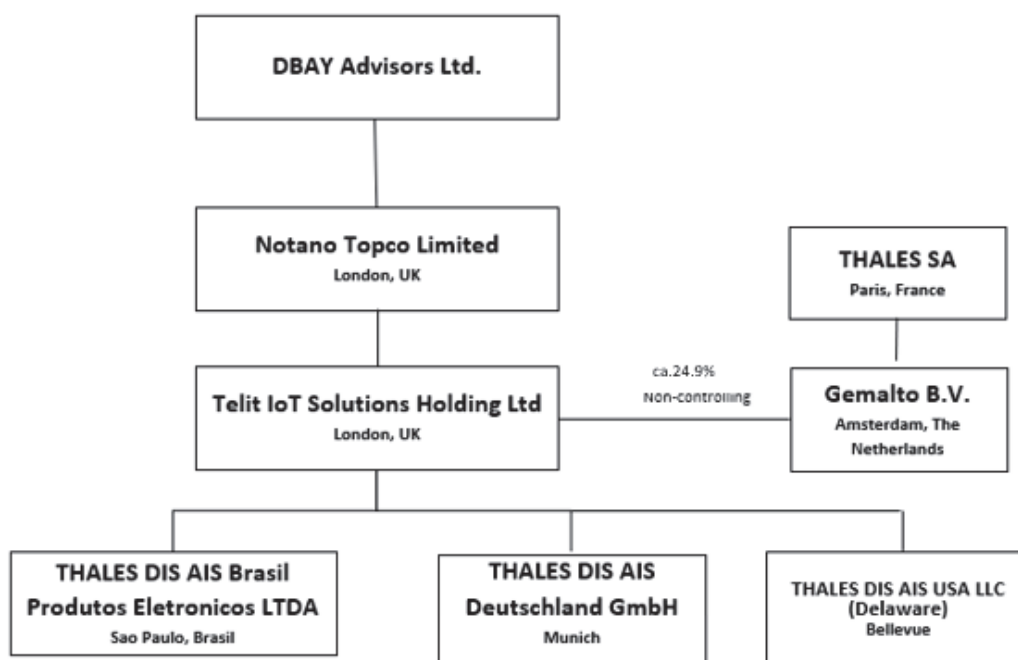 DBAY Advisors Ltd.
Notano Topco Limited
London, UK
THALES SA
Paris, France
Telit IoT Solutions Holding Ltd
London, UK
ca.24.9%
Non-controlling
Gemalto B.V.
Amsterdam, The
Netherlands
THALES DIS AIS Brasil
Produtos Eletronicos LTDA
Sao Paulo, Brasil
THALES DIS AIS
Deutschland GmbH
Munich
THALES DIS AIS USA LLC
(Delaware)
Bellevue